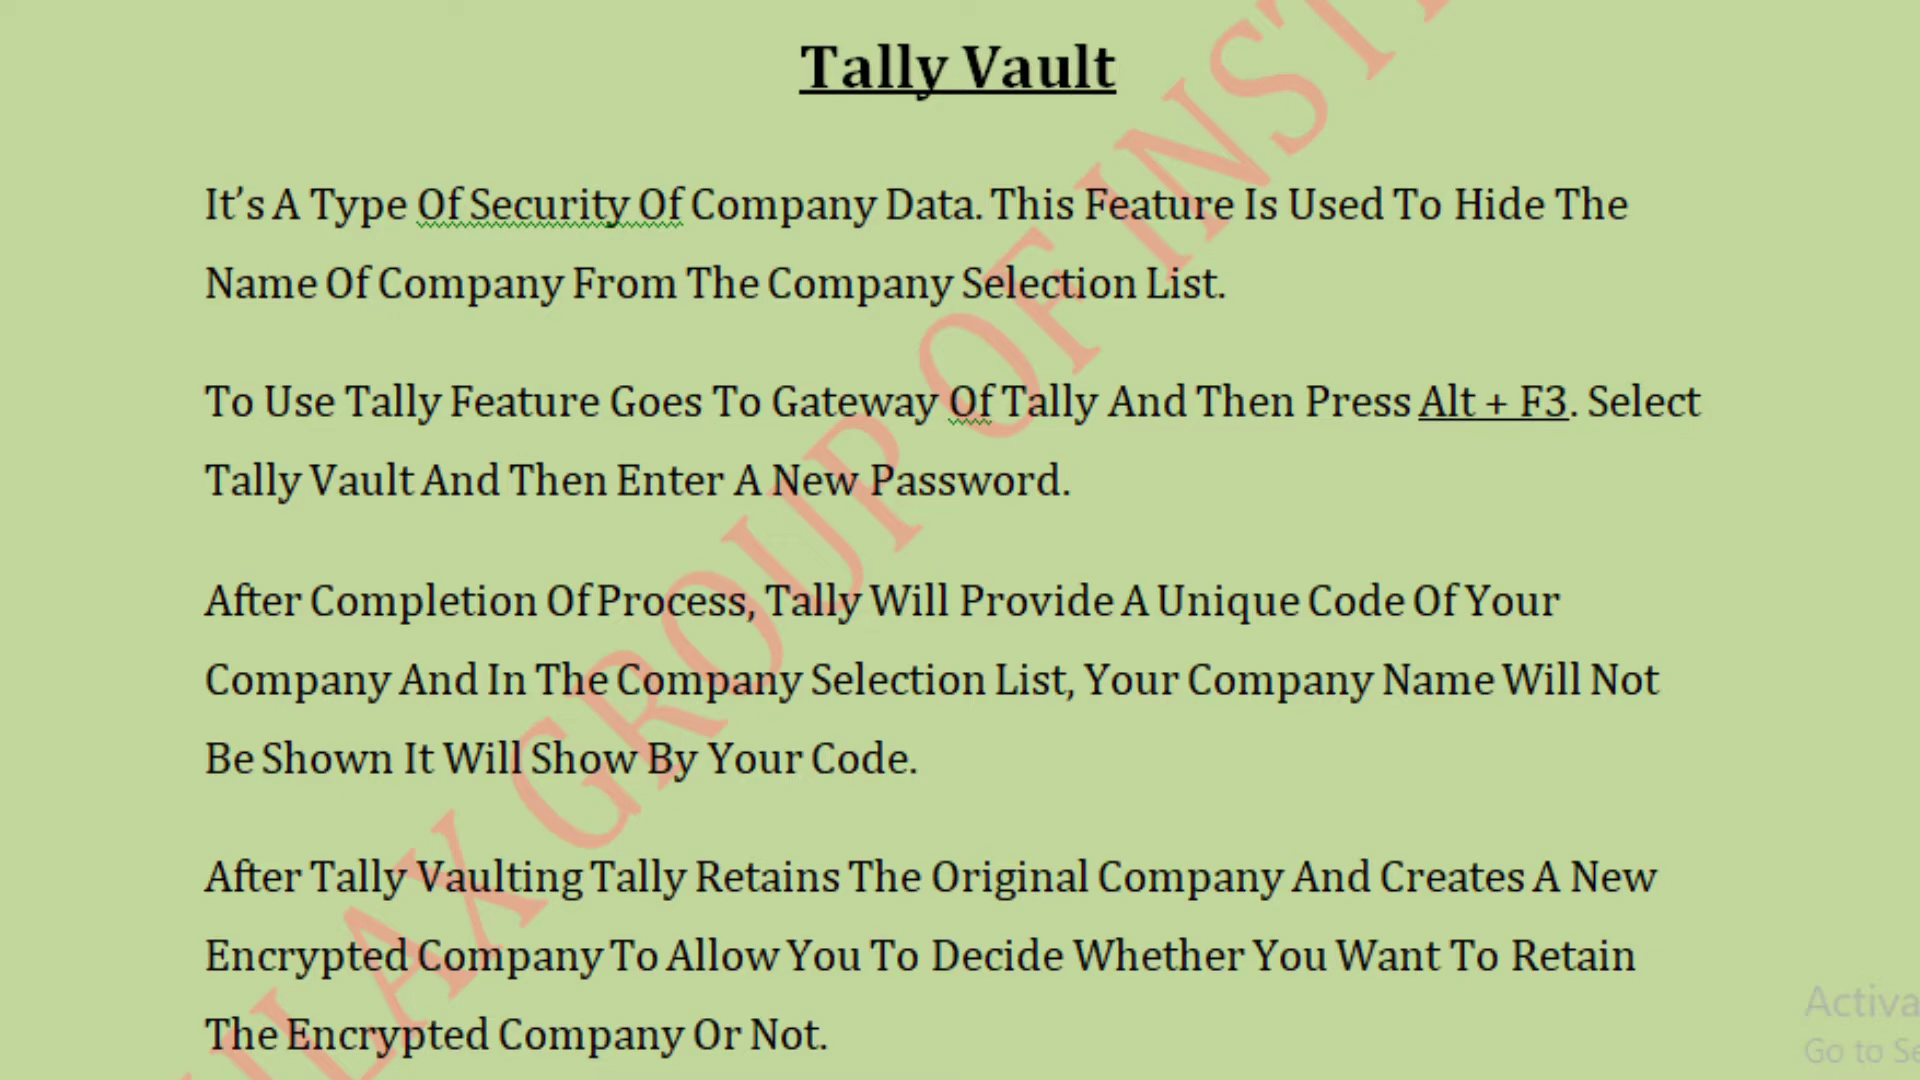 Tally Vault
It's A Type Of Security Of Company Data. This Feature Is Used To Hide The
Name Of Company From The Company Selection List.
To Use Tally Feature Goes To Gateway Of Tally And Then Press Alt + F3. Select
Tally Vault And Then Enter A New Password.
After Completion Of Process, Tally Will Provide A Unique Code Of Your
Company And In The Company Selection List, Your Company Name Will Not
Be Shown It Will Show By Your Code.
After Tally Vaulting Tally Retains The Original Company And Creates A New
Encrypted Company To Allow You To Decide Whether You Want To Retain
The Encrypted Company Or Not.
GROUP OF
Go to